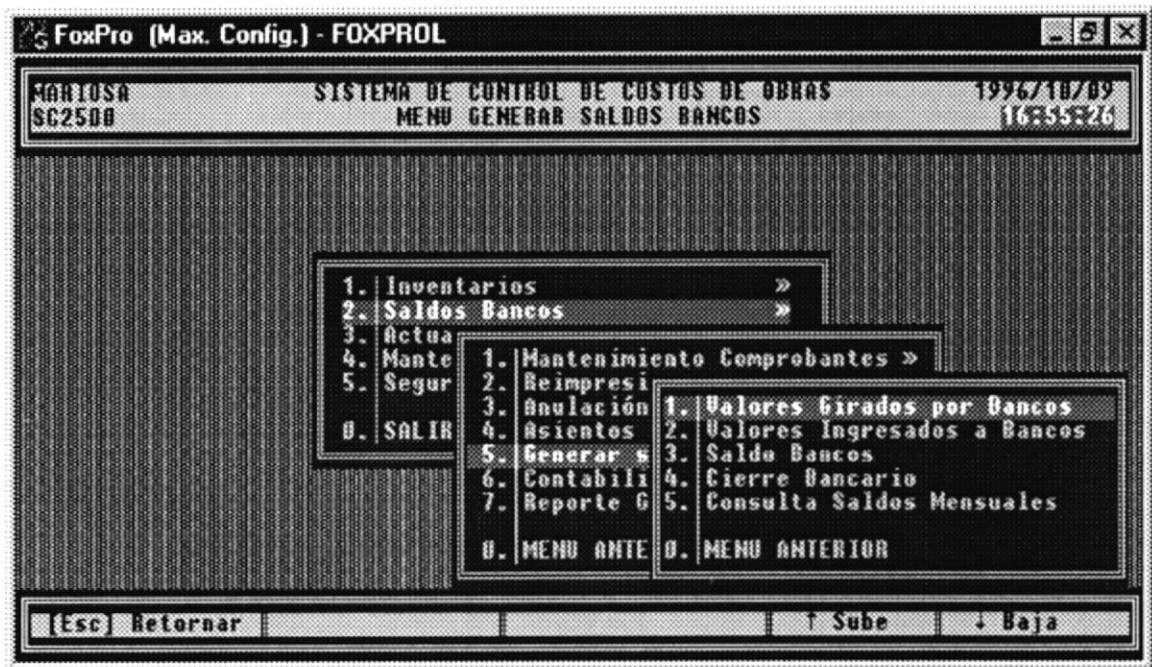 FoxPro (Max. Config.) - FOXPROL
MARIOSA SISTEMA DE CONTROL DE COSTOS DE OBRAS 1996/10/09
SC2500 MENU GENERAR SALDOS BANCOS 16:55:26
1. Inventarios »
2. Saldos Bancos »
3. Actua
4. Mante
5. Segur
0. SALIR
1. Mantenimiento Comprobantes »
2. Reimpresi
3. Anulación
4. Asientos
5. Generar s
6. Contabili
7. Reporte G
0. MENU ANTE
1. Valores Girados por Bancos
2. Valores Ingresados a Bancos
3. Saldo Bancos
4. Cierre Bancario
5. Consulta Saldos Mensuales
0. MENU ANTERIOR
[Esc] Retornar ↑ Sube ↓ Baja